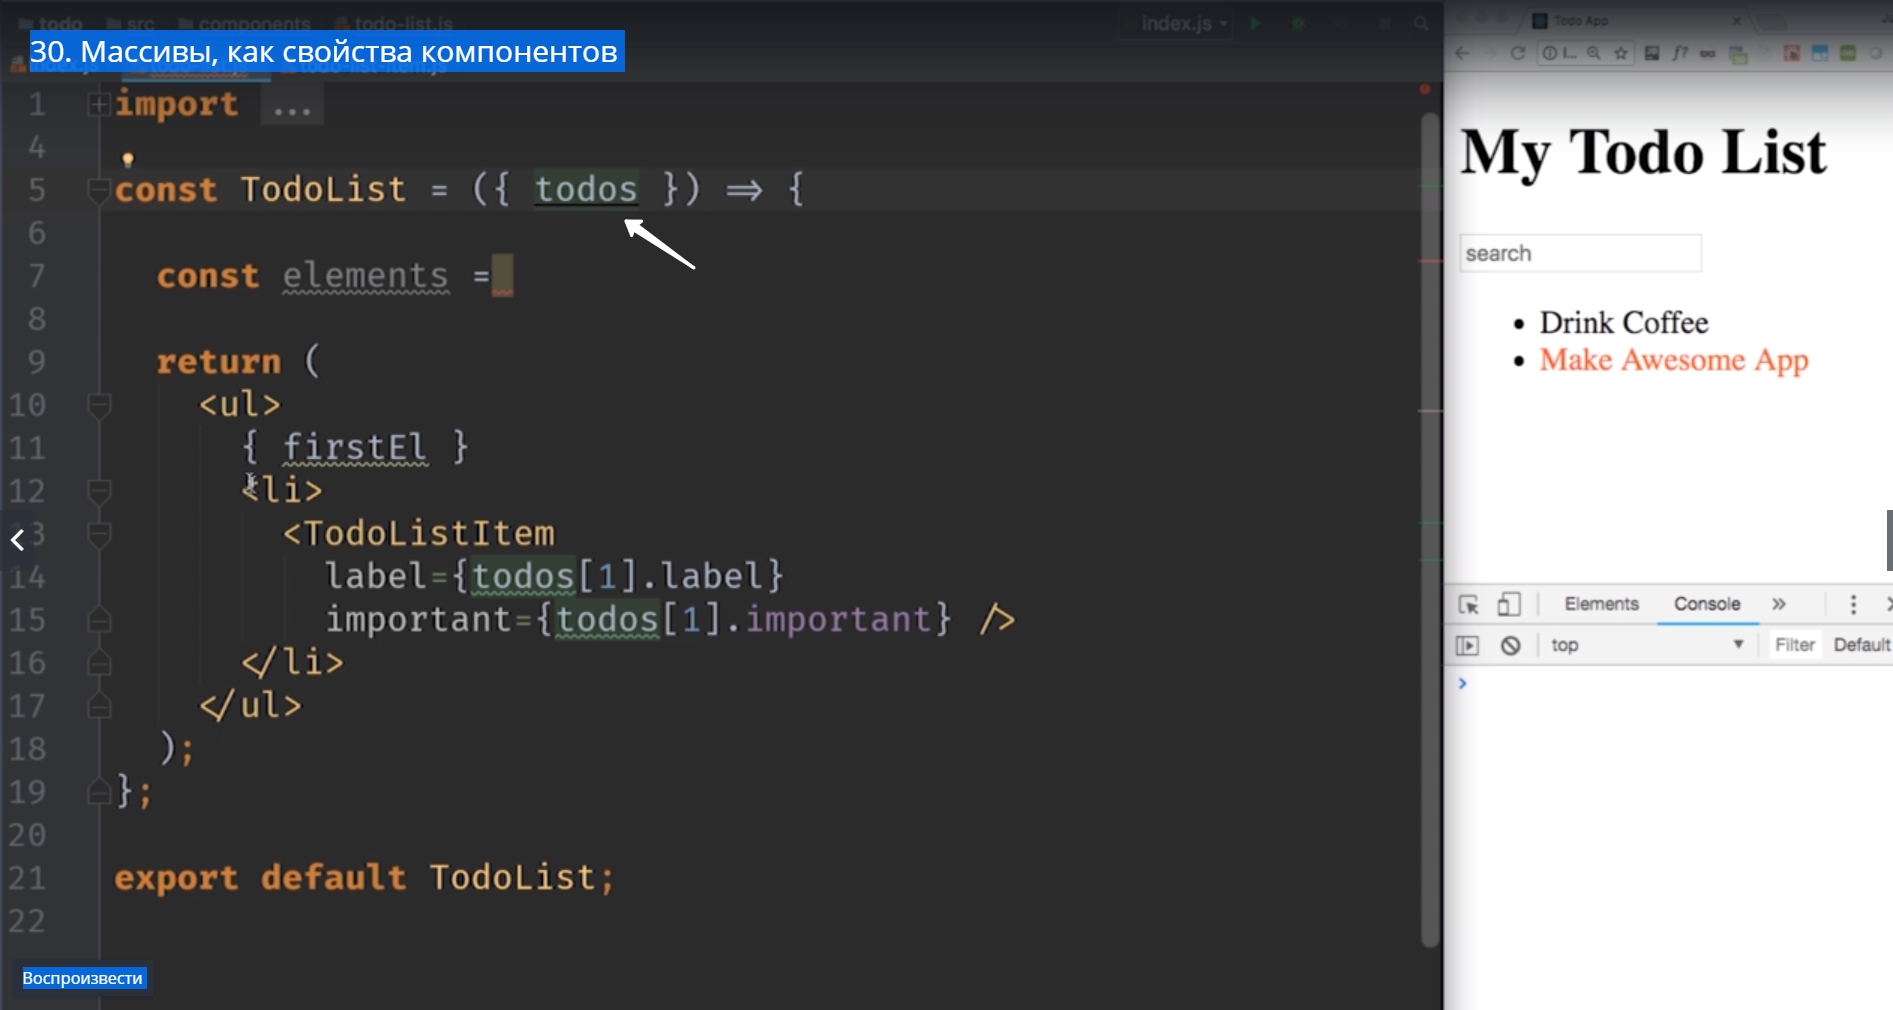 todo src components todo-list.js index.js
30. Массивы, как свойства компонентов
1 import ...
4
5 const TodoList = ({ todos }) => {
6
7 const elements =
8
9 return (
10 <ul>
11 { firstEl }
12 <li>
3 <TodoListItem
14 label={todos[1].label}
15 important={todos[1].important} />
16 </li>
17 </ul>
18 );
19 };
20
21 export default TodoList;
22
Воспроизвести
Todo App
My Todo List
search
• Drink Coffee
• Make Awesome App
Elements Console »
top Filter Default